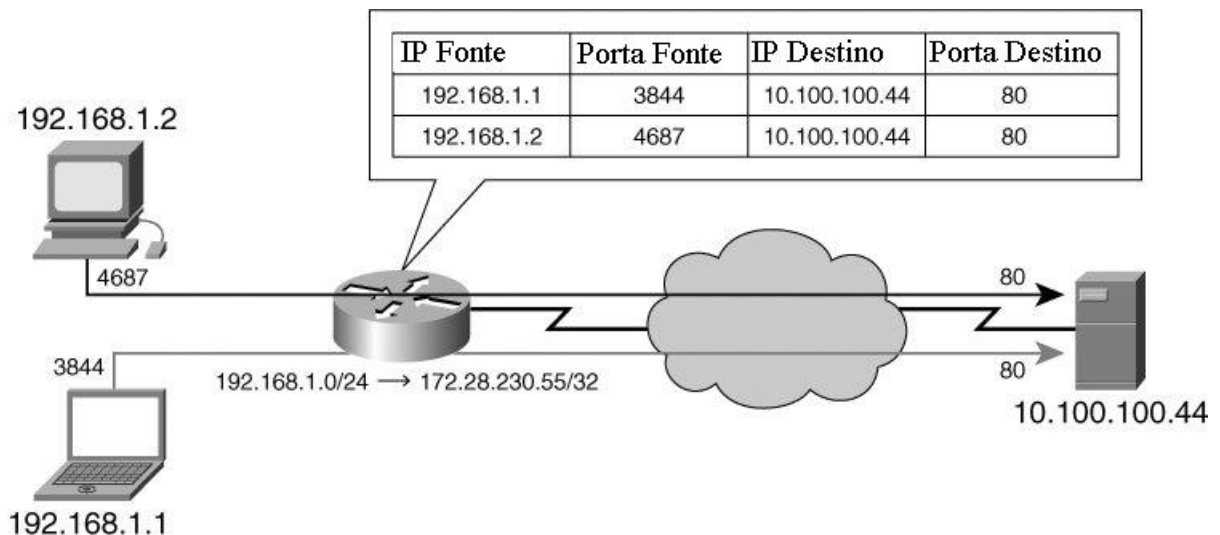 IP Fonte Porta Fonte IP Destino Porta Destino
192.168.1.1 3844 10.100.100.44 80
192.168.1.2 4687 10.100.100.44 80
192.168.1.2
4687
80
3844
192.168.1.0/24 → 172.28.230.55/32
80
10.100.100.44
192.168.1.1